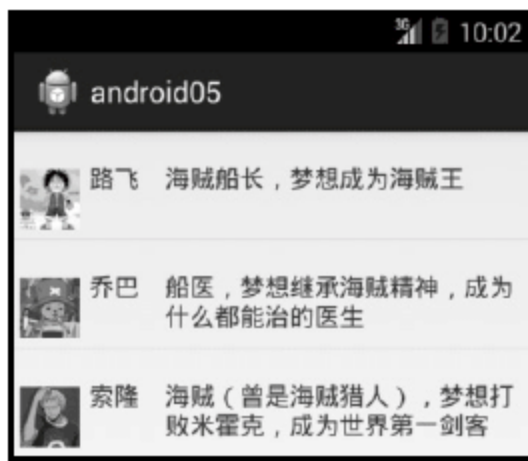 3G 10:02
android05
路飞 海贼船长，梦想成为海贼王
乔巴 船医，梦想继承海贼精神，成为
什么都能治的医生
索隆 海贼（曾是海贼猎人），梦想打
败米霍克，成为世界第一剑客